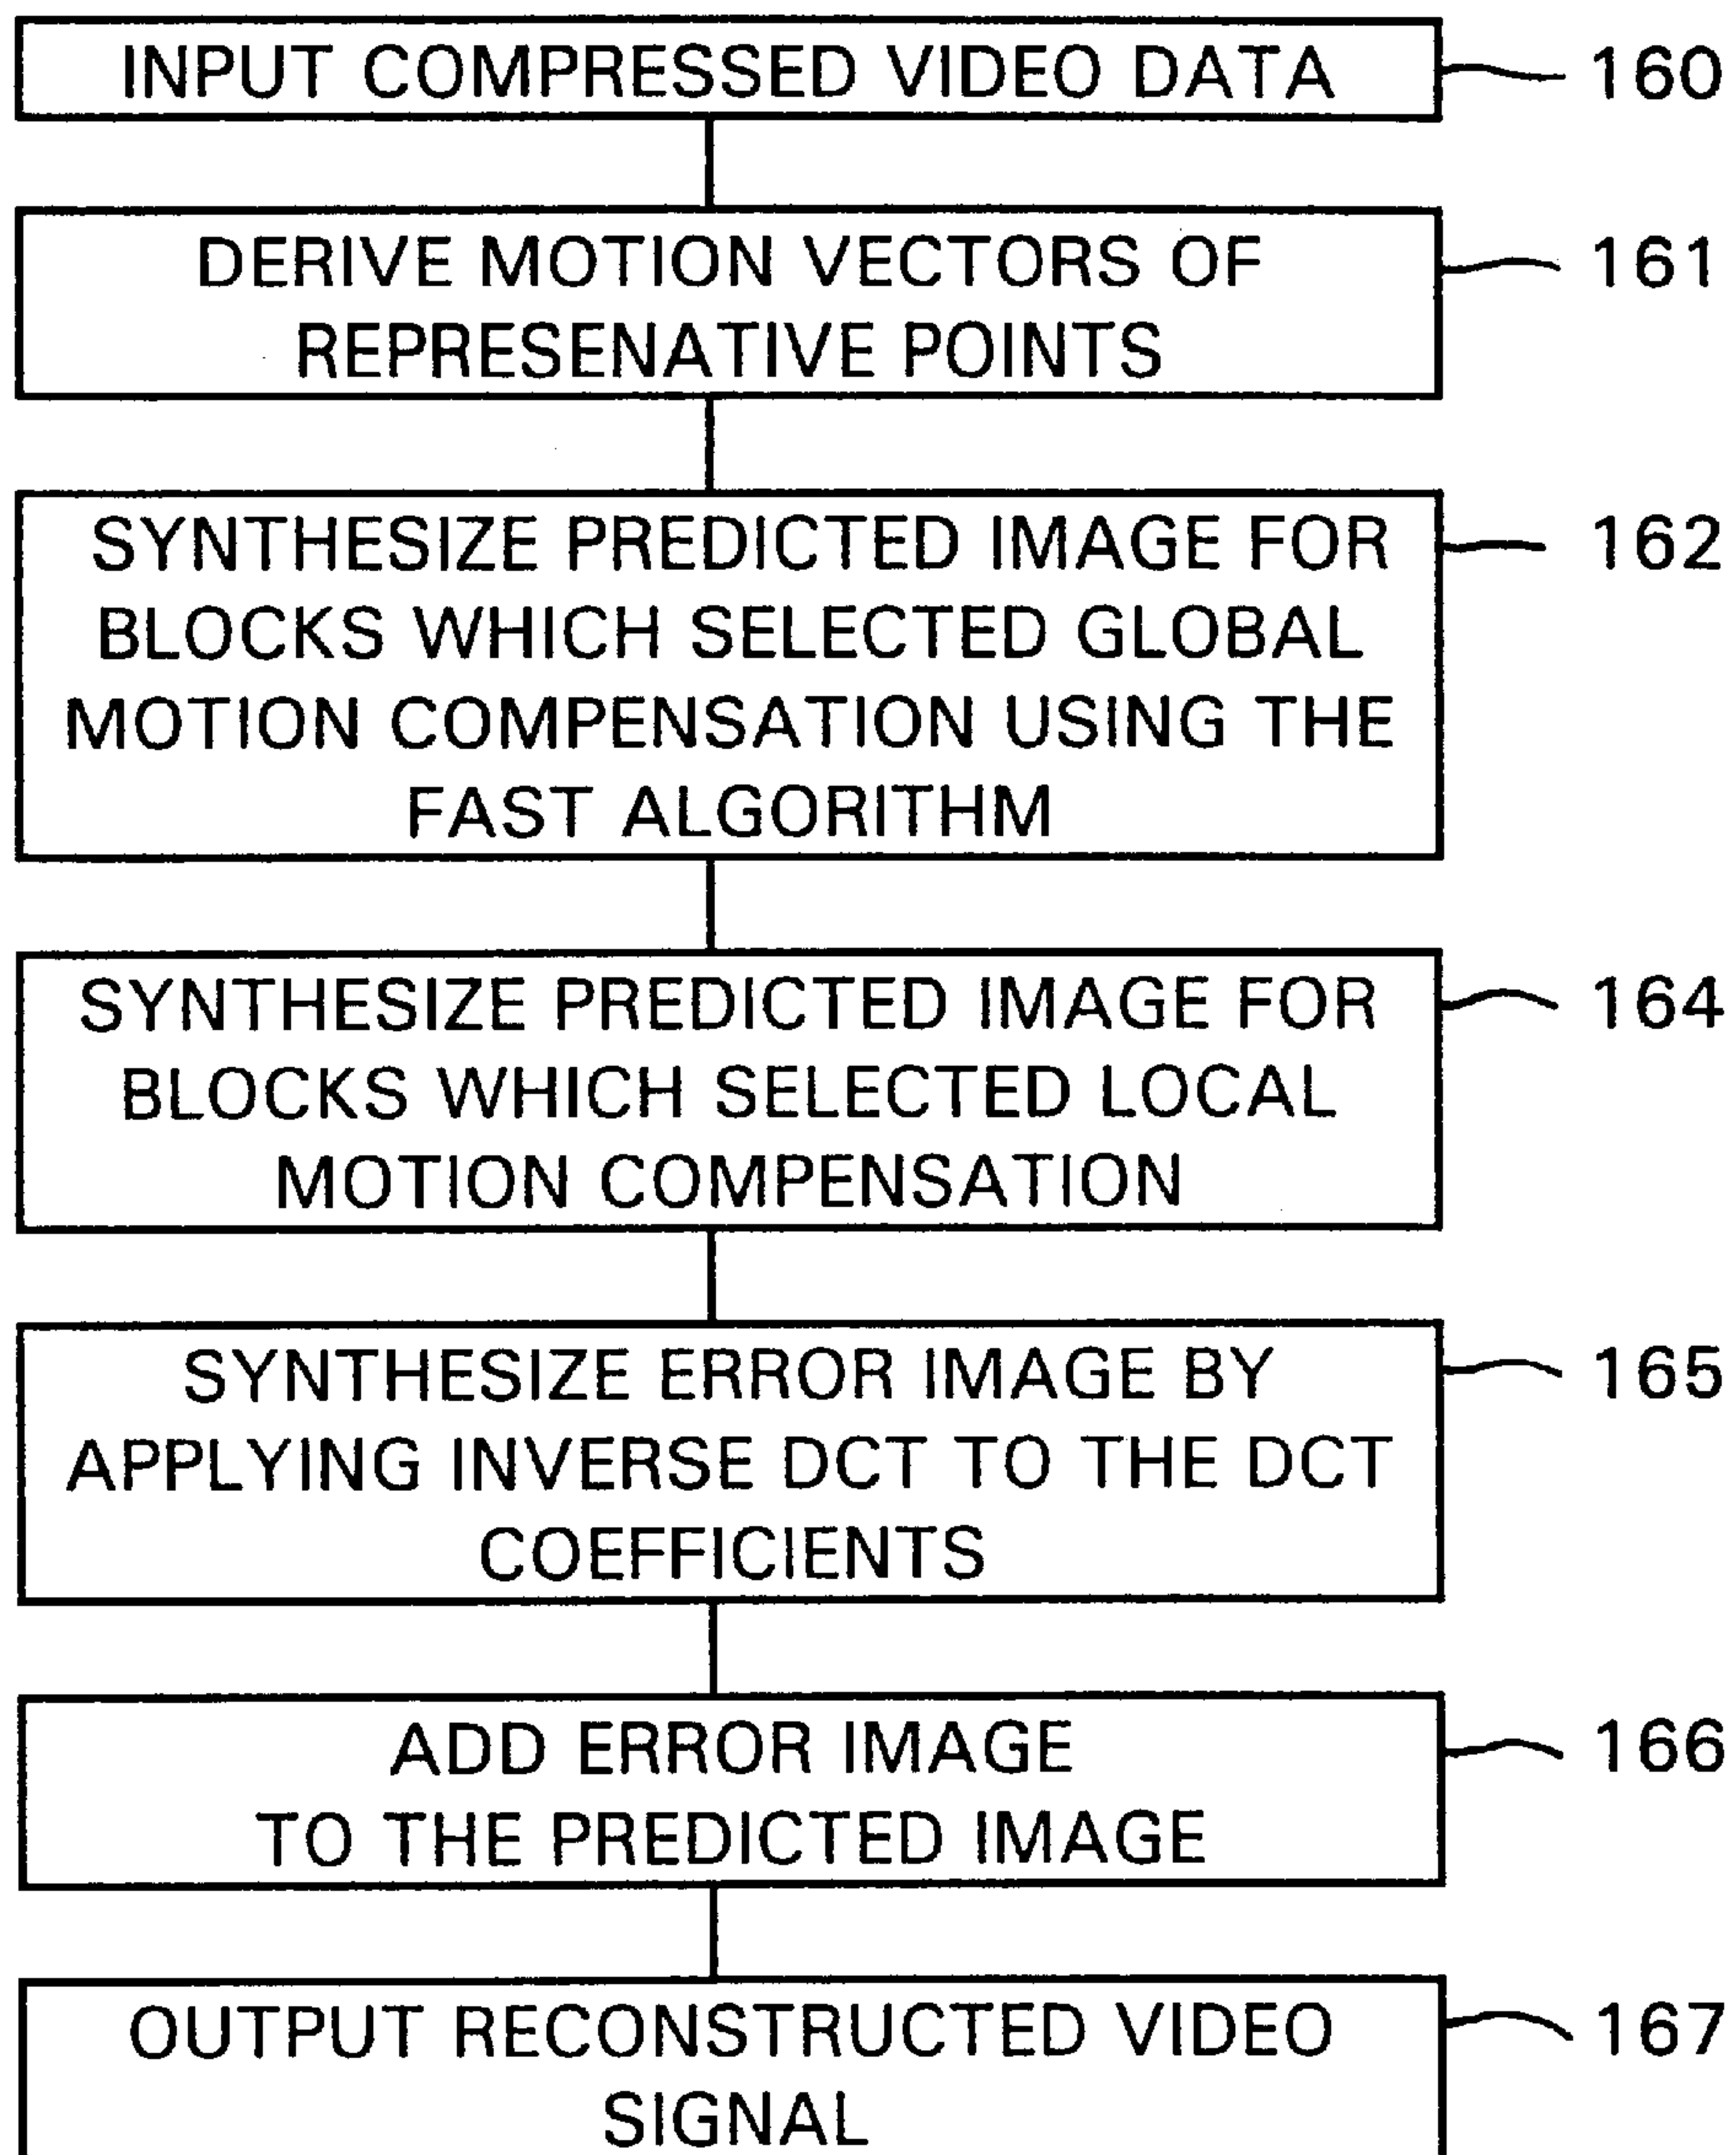 INPUT COMPRESSED VIDEO DATA
160
DERIVE MOTION VECTORS OF
REPRESENATIVE POINTS
161
SYNTHESIZE PREDICTED IMAGE FOR
BLOCKS WHICH SELECTED GLOBAL
MOTION COMPENSATION USING THE
FAST ALGORITHM
162
SYNTHESIZE PREDICTED IMAGE FOR
BLOCKS WHICH SELECTED LOCAL
MOTION COMPENSATION
164
SYNTHESIZE ERROR IMAGE BY
APPLYING INVERSE DCT TO THE DCT
COEFFICIENTS
165
ADD ERROR IMAGE
TO THE PREDICTED IMAGE
166
OUTPUT RECONSTRUCTED VIDEO
SIGNAL
167